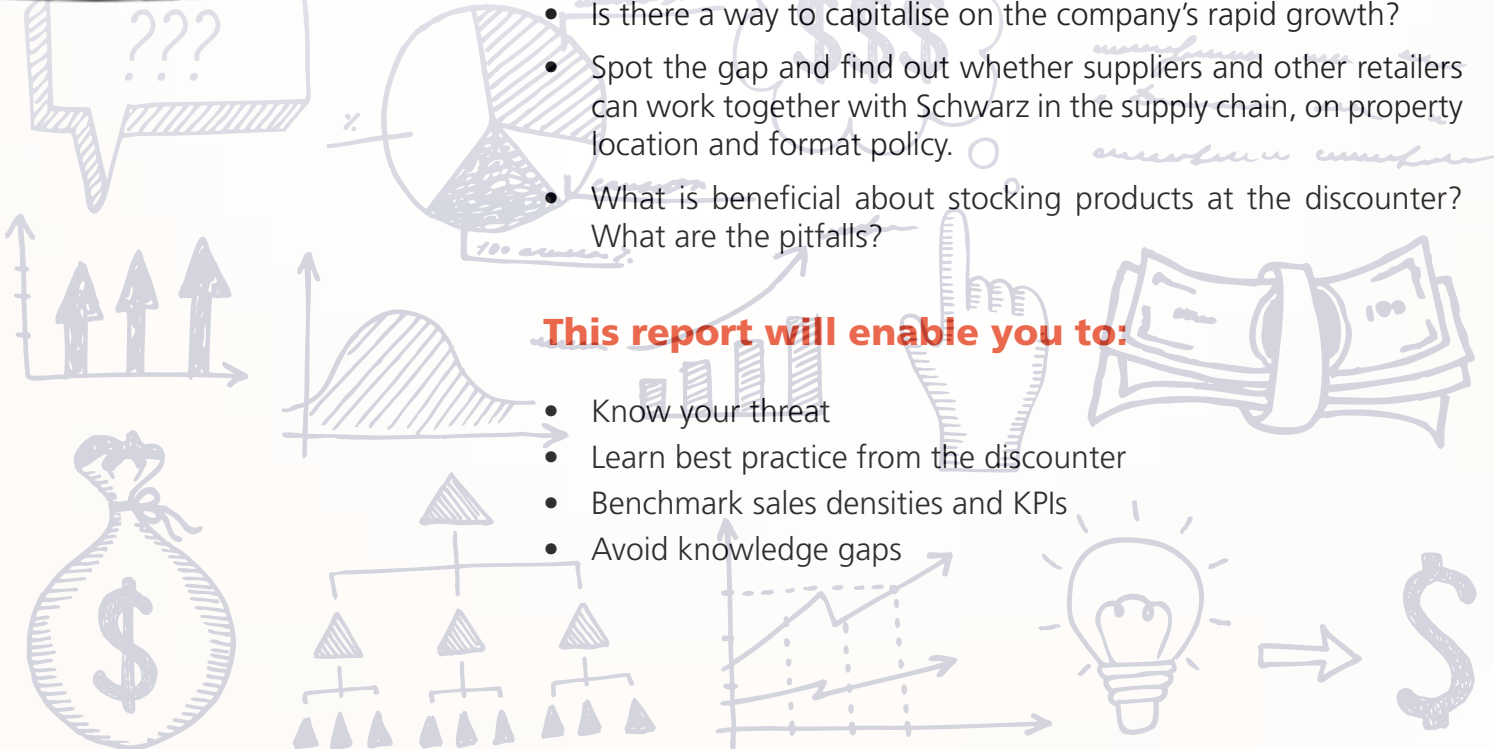 ???
• Is there a way to capitalise on the company's rapid growth?
$$$
• Spot the gap and find out whether suppliers and other retailers
can work together with Schwarz in the supply chain, on property
location and format policy.
%
• What is beneficial about stocking products at the discounter?
What are the pitfalls?
100 %
This report will enable you to:
100
• Know your threat
• Learn best practice from the discounter
• Benchmark sales densities and KPIs
• Avoid knowledge gaps
$
$